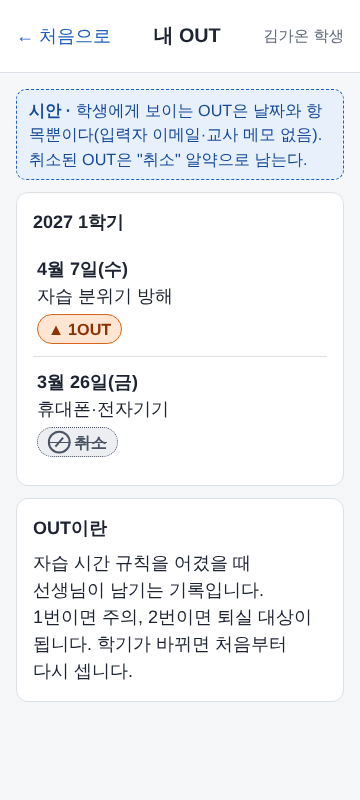 ← 처음으로 내 OUT 김가온 학생
시안 · 학생에게 보이는 OUT은 날짜와 항
목뿐이다(입력자 이메일·교사 메모 없음).
취소된 OUT은 "취소" 알약으로 남는다.
2027 1학기
4월 7일(수)
자습 분위기 방해
▲ 1OUT
3월 26일(금)
휴대폰·전자기기
취소
OUT이란
자습 시간 규칙을 어겼을 때
선생님이 남기는 기록입니다.
1번이면 주의, 2번이면 퇴실 대상이
됩니다. 학기가 바뀌면 처음부터
다시 셉니다.